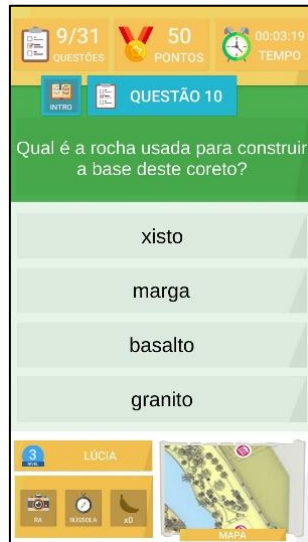 9/31
QUESTÕES
50
PONTOS
00:03:19
TEMPO
INTRO
QUESTÃO 10
Qual é a rocha usada para construir
a base deste coreto?
xisto
marga
basalto
granito
3
NÍVEL
LÚCIA
RA
BÚSSOLA
x0
MAPA